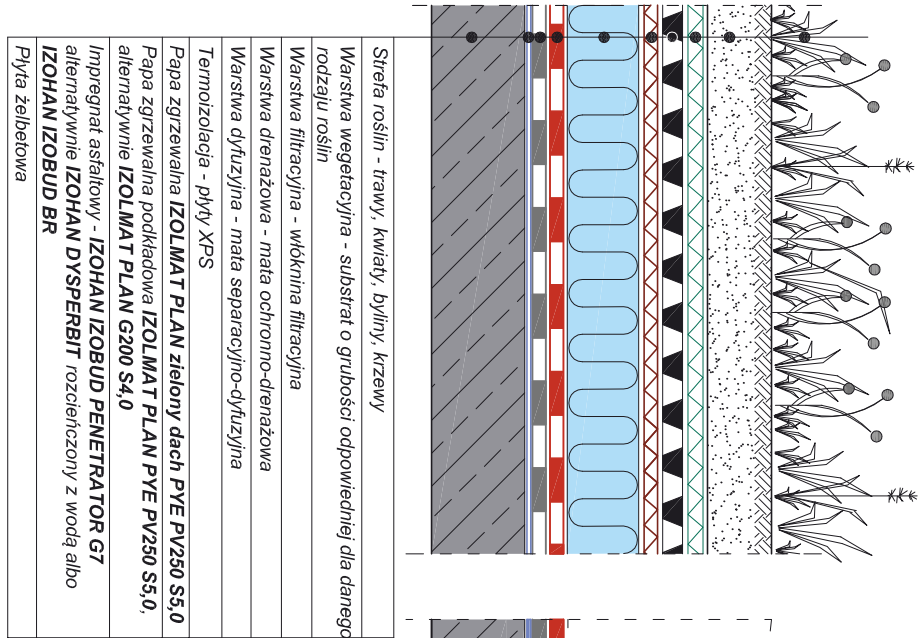 Strefa roślin - trawy, kwiaty, byliny, krzewy
Warstwa wegetacyjna - substrat o grubości odpowiedniej dla danego
rodzaju roślin
Warstwa filtracyjna - włóknina filtracyjna
Warstwa drenażowa - mata ochronno-drenażowa
Warstwa dyfuzyjna - mata separacyjno-dyfuzyjna
Termoizolacja - płyty XPS
Papa zgrzewalna IZOLMAT PLAN zielony dach PYE PV250 S5,0
Papa zgrzewalna podkładowa IZOLMAT PLAN PYE PV250 S5,0,
alternatywnie IZOLMAT PLAN G200 S4,0
Impregnat asfaltowy - IZOHAN IZOBUD PENETRATOR G7
alternatywnie IZOHAN DYSPERBIT rozcieńczony z wodą albo
IZOHAN IZOBUD BR
Płyta żelbetowa